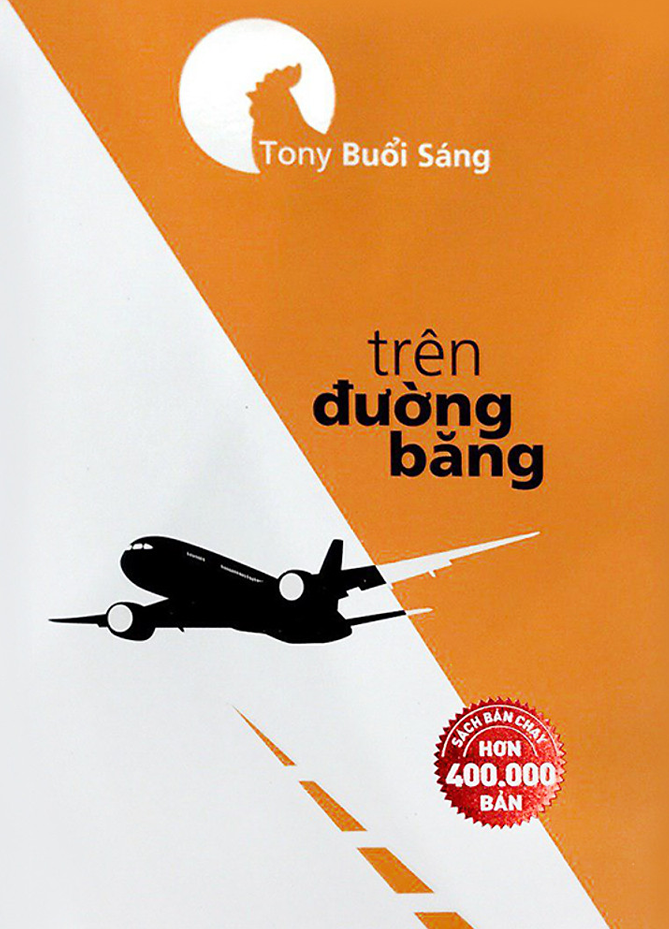 Tony Buổi Sáng
trên
đường
băng
SÁCH BÁN CHẠY
HƠN
400.000
BẢN